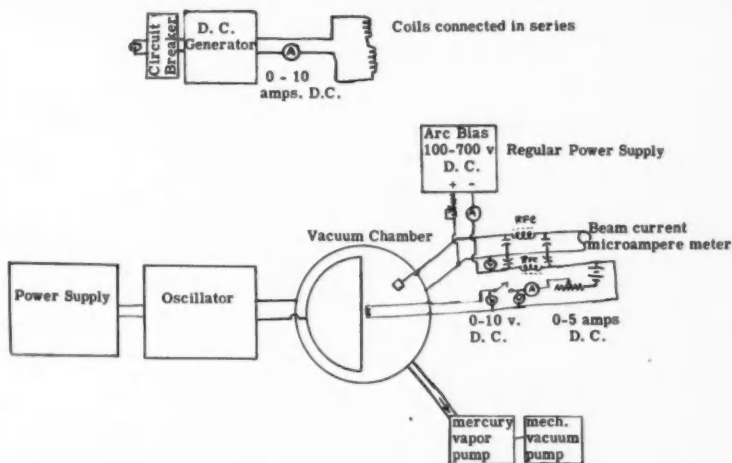 Circuit
Breaker
D. C.
Generator
A
0 - 10
amps. D.C.
Coils connected in series
Arc Bias
100-700 v
D. C.
+ -
Regular Power Supply
A
RFC
Beam current
microampere meter
RFC
Vacuum Chamber
Power Supply
Oscillator
A
0-10 v.
D. C.
0-5 amps
D. C.
mercury
vapor
pump
mech.
vacuum
pump